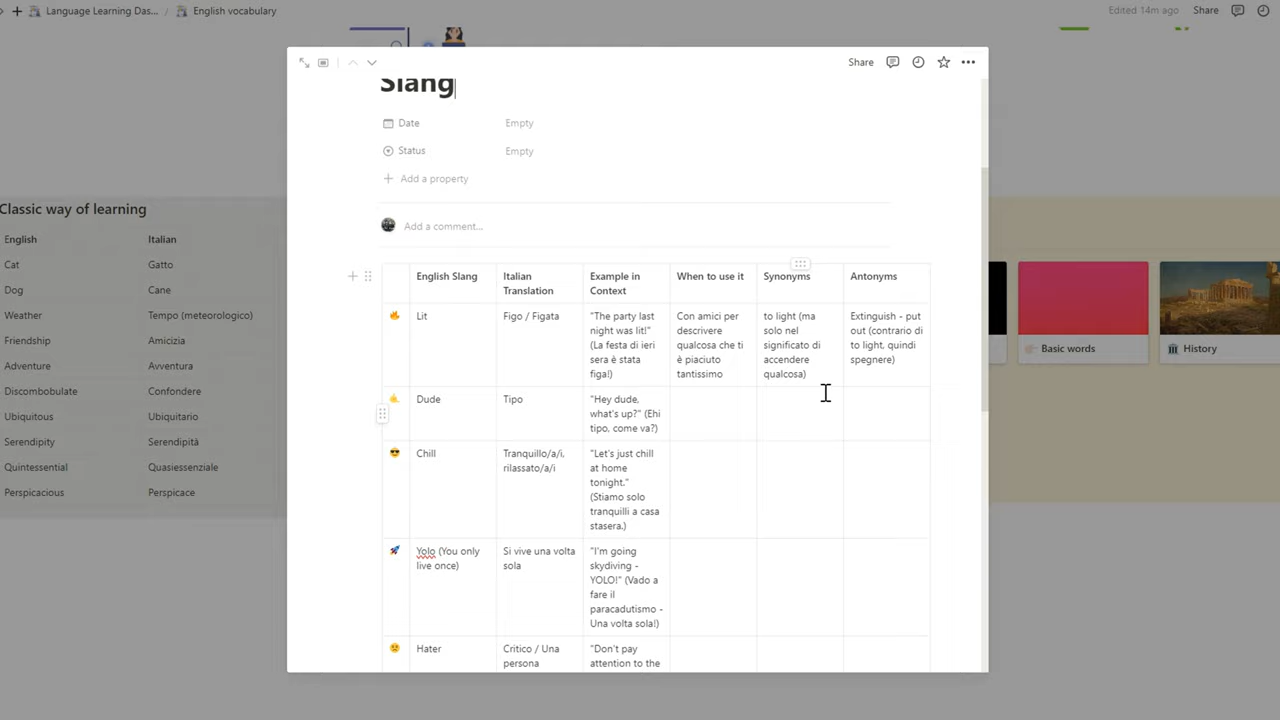 Language Learning Das... / English vocabulary
Edited 14m ago
Share
Share
Slang
Date Empty
Status Empty
Add a property
Add a comment...
Classic way of learning
English Italian
Cat Gatto
Dog Cane
Weather Tempo (meteorologico)
Friendship Amicizia
Adventure Avventura
Discombobulate Confondere
Ubiquitous Ubiquitario
Serendipity Serendipità
Quintessential Quasiessenziale
Perspicacious Perspicace
English Slang
Italian
Translation
Example in
Context
When to use it
Synonyms
Antonyms
Lit
Figo / Figata
"The party last
night was lit!"
(La festa di ieri
sera è stata
figa!)
Con amici per
descrivere
qualcosa che ti
è piaciuto
tantissimo
to light (ma
solo nel
significato di
accendere
qualcosa)
Extinguish - put
out (contrario di
to light, quindi
spegnere)
Dude
Tipo
"Hey dude,
what's up?" (Ehi
tipo, come va?)
Chill
Tranquillo/a/i,
rilassato/a/i
"Let's just chill
at home
tonight."
(Stiamo solo
tranquilli a casa
stasera.)
Yolo (You only
live once)
Si vive una volta
sola
"I'm going
skydiving -
YOLO!" (Vado a
fare il
paracadutismo -
Una volta sola!)
Hater
Critico / Una
persona
"Don't pay
attention to the
Basic words
History